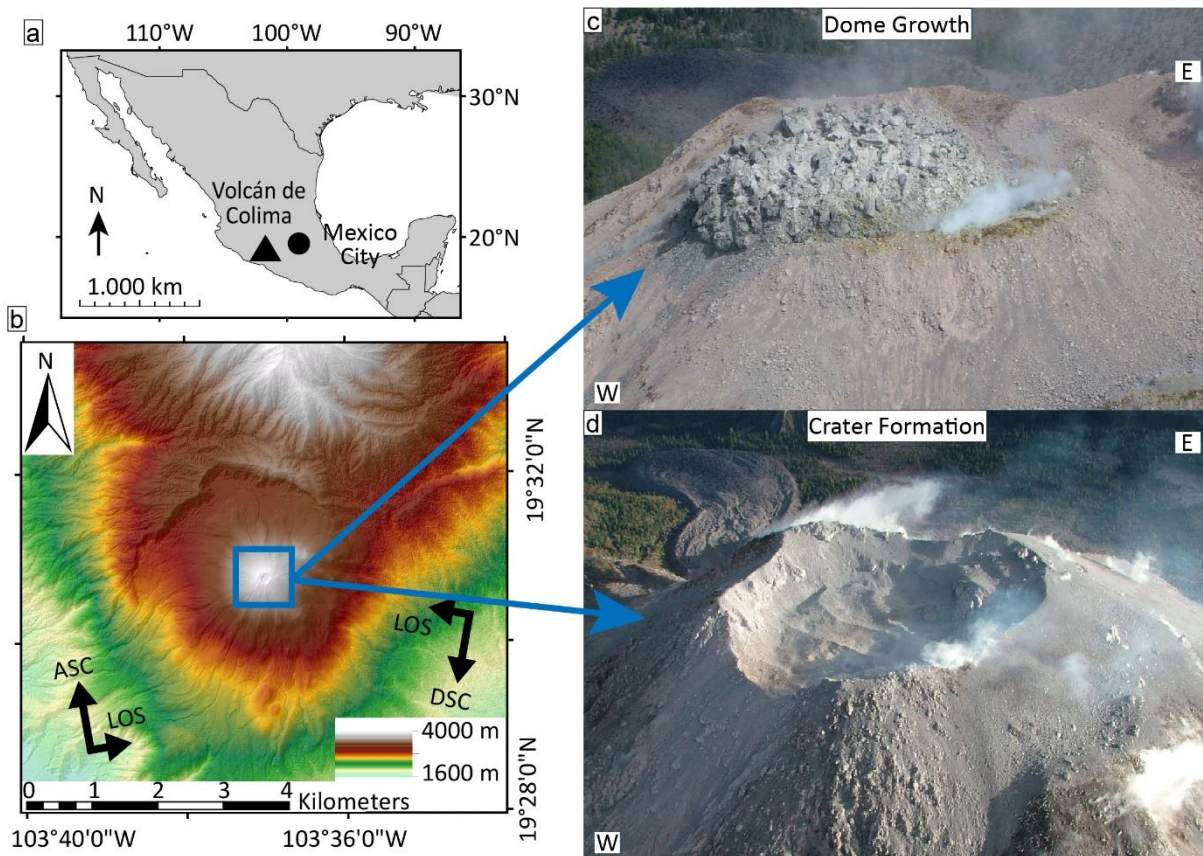 a
110°W 100°W 90°W
30°N
20°N
N
1.000 km
Volcán de
Colima
Mexico
City
b
N
19°32'0"N
19°28'0"N
LOS
DSC
ASC
LOS
4000 m
1600 m
0 1 2 3 4
Kilometers
103°40'0"W 103°36'0"W
c
Dome Growth
E
W
d
Crater Formation
E
W